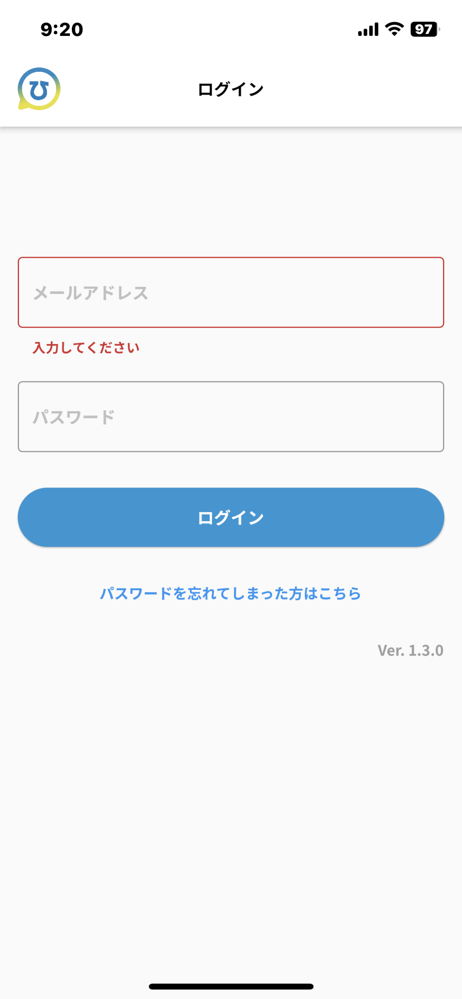 9:20
97
ログイン
メールアドレス
入力してください
パスワード
ログイン
パスワードを忘れてしまった方はこちら
Ver. 1.3.0